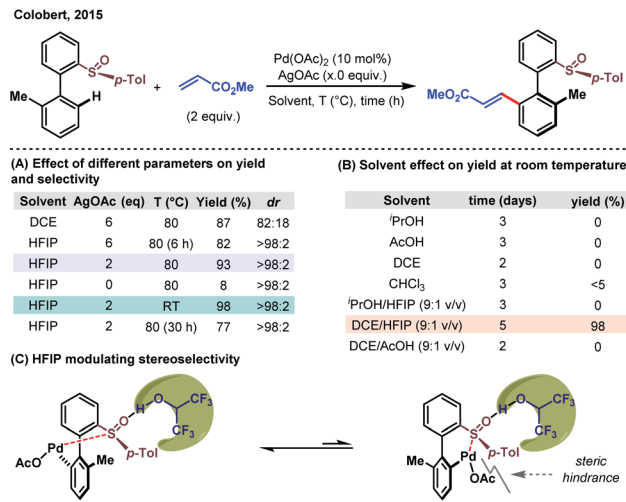 Colobert, 2015
O
S
p-Tol
Me
H
+
CO₂Me
(2 equiv.)
Pd(OAc)₂ (10 mol%)
AgOAc (x.0 equiv.)
Solvent, T (°C), time (h)
O
S
p-Tol
MeO₂C
Me
(A) Effect of different parameters on yield
and selectivity
Solvent AgOAc (eq) T (°C) Yield (%) dr
DCE 6 80 87 82:18
HFIP 6 80 (6 h) 82 >98:2
HFIP 2 80 93 >98:2
HFIP 0 80 8 >98:2
HFIP 2 RT 98 >98:2
HFIP 2 80 (30 h) 77 >98:2
(B) Solvent effect on yield at room temperature
Solvent time (days) yield (%)
ⁱPrOH 3 0
AcOH 3 0
DCE 2 0
CHCl₃ 3 <5
ⁱPrOH/HFIP (9:1 v/v) 3 0
DCE/HFIP (9:1 v/v) 5 98
DCE/AcOH (9:1 v/v) 2 0
(C) HFIP modulating stereoselectivity
H O CF₃
O
CF₃
S
Pd p-Tol
AcO
Me
H O CF₃
O
CF₃
S
p-Tol
Me Pd
OAc
steric
hindrance